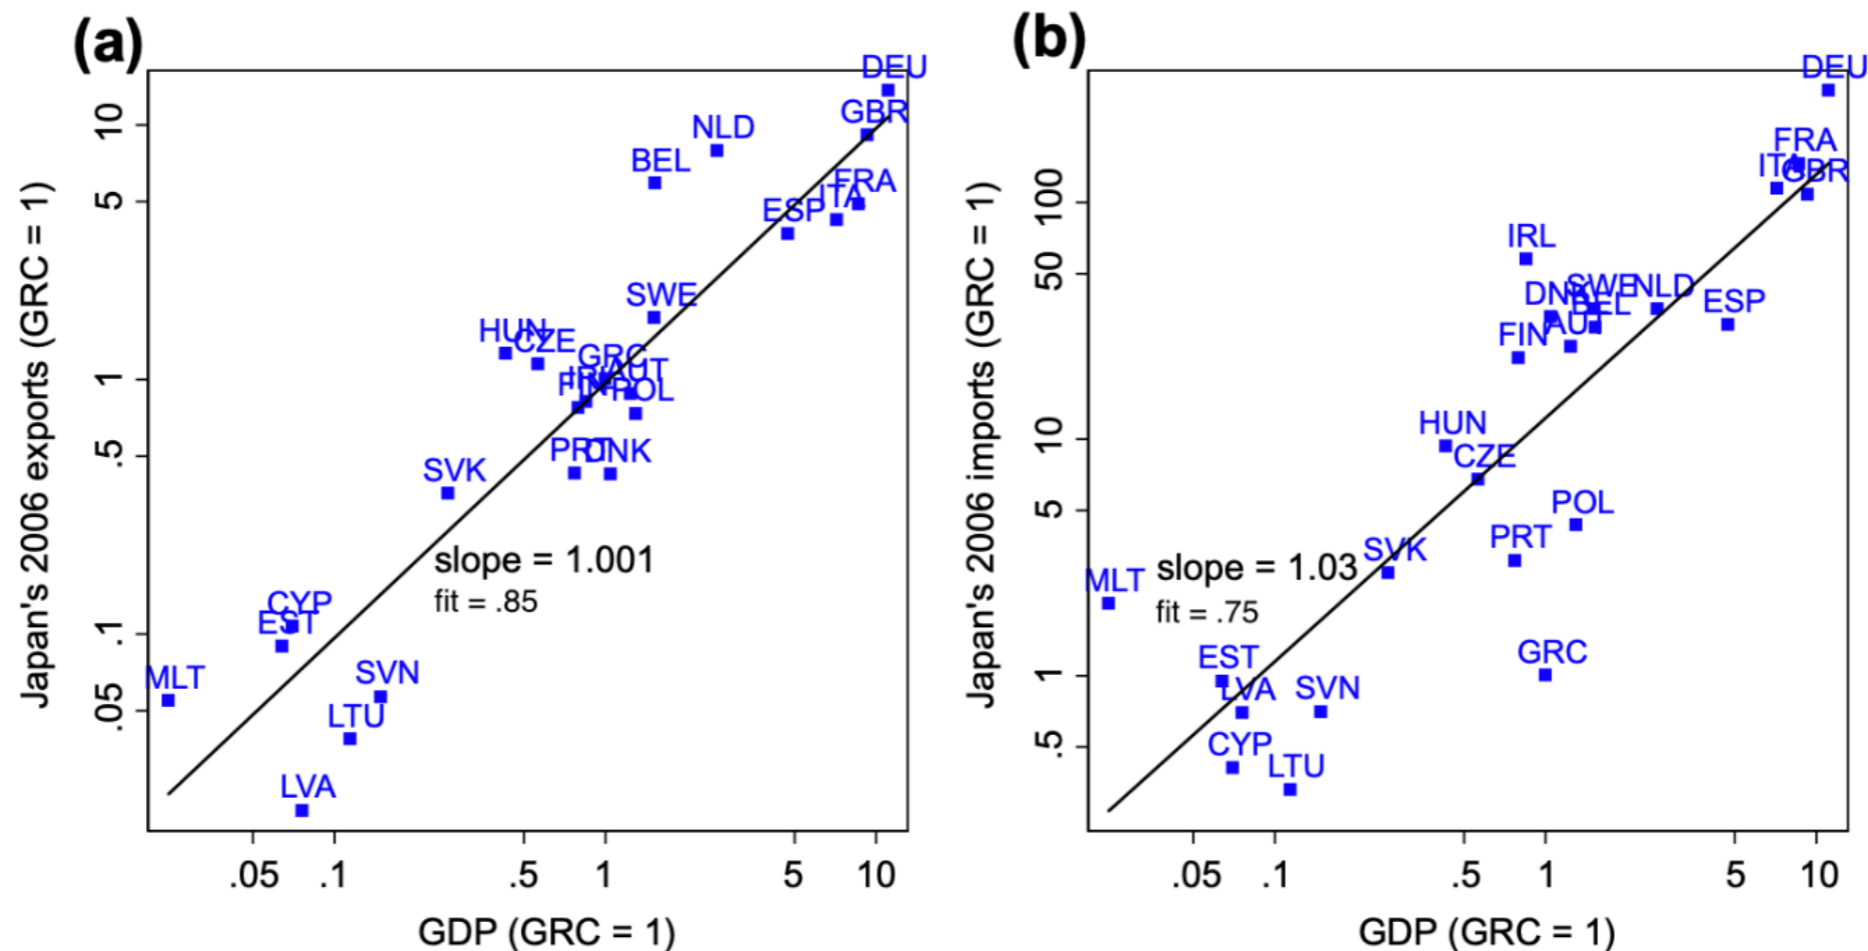 (a)
Japan's 2006 exports (GRC = 1)
10
5
1
.5
.1
.05
DEU
GBR
NLD
BEL
FRA
ITA
ESP
SWE
HUN
CZE
GRC
AUT
IRL
FIN
POL
PRT
DNK
SVK
slope = 1.001
fit = .85
CYP
EST
MLT
SVN
LTU
LVA
.05 .1 .5 1 5 10
GDP (GRC = 1)
(b)
Japan's 2006 imports (GRC = 1)
100
50
10
5
1
.5
DEU
FRA
ITA
GBR
IRL
SWE
NLD
DNK
BEL
ESP
AUT
FIN
HUN
CZE
POL
PRT
SVK
slope = 1.03
fit = .75
MLT
GRC
EST
LVA
SVN
CYP
LTU
.05 .1 .5 1 5 10
GDP (GRC = 1)